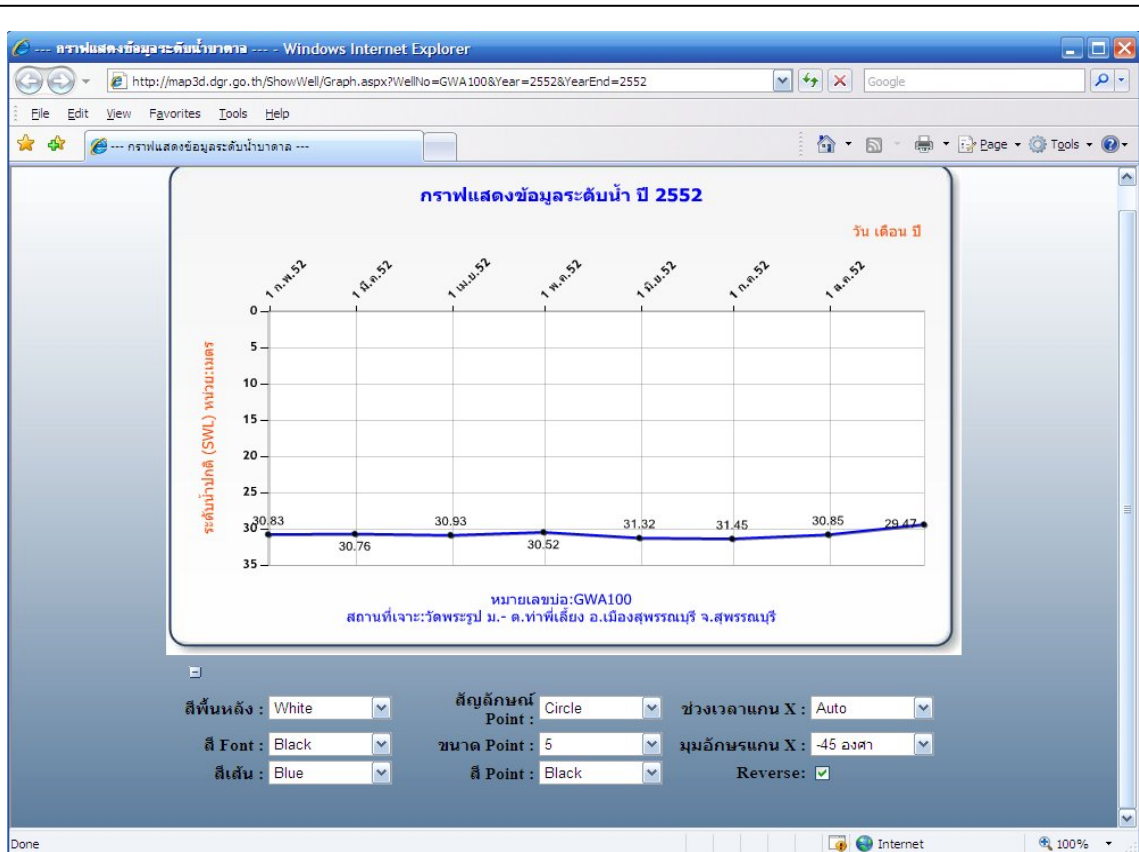 --- กราฟแสดงข้อมูลระดับน้ำบาดาล --- - Windows Internet Explorer
http://map3d.dgr.go.th/ShowWell/Graph.aspx?WellNo=GWA100&Year=2552&YearEnd=2552
Google
File Edit View Favorites Tools Help
--- กราฟแสดงข้อมูลระดับน้ำบาดาล ---
Page Tools
กราฟแสดงข้อมูลระดับน้ำ ปี 2552
วัน เดือน ปี
1 ก.พ.52 1 มี.ค.52 1 เม.ย.52 1 พ.ค.52 1 มิ.ย.52 1 ก.ค.52 1 ส.ค.52
ระดับน้ำปกติ (SWL) หน่วย:เมตร
0
5
10
15
20
25
30
35
30.83 30.76 30.93 30.52 31.32 31.45 30.85 29.47
หมายเลขบ่อ:GWA100
สถานที่เจาะ:วัดพระรูป ม.- ต.ท่าพี่เลี้ยง อ.เมืองสุพรรณบุรี จ.สุพรรณบุรี
สีพื้นหลัง : White สัญลักษณ์ Point : Circle ช่วงเวลาแกน X : Auto
สี Font : Black ขนาด Point : 5 มุมอักษรแกน X : -45 องศา
สีเส้น : Blue สี Point : Black Reverse:
Done Internet 100%